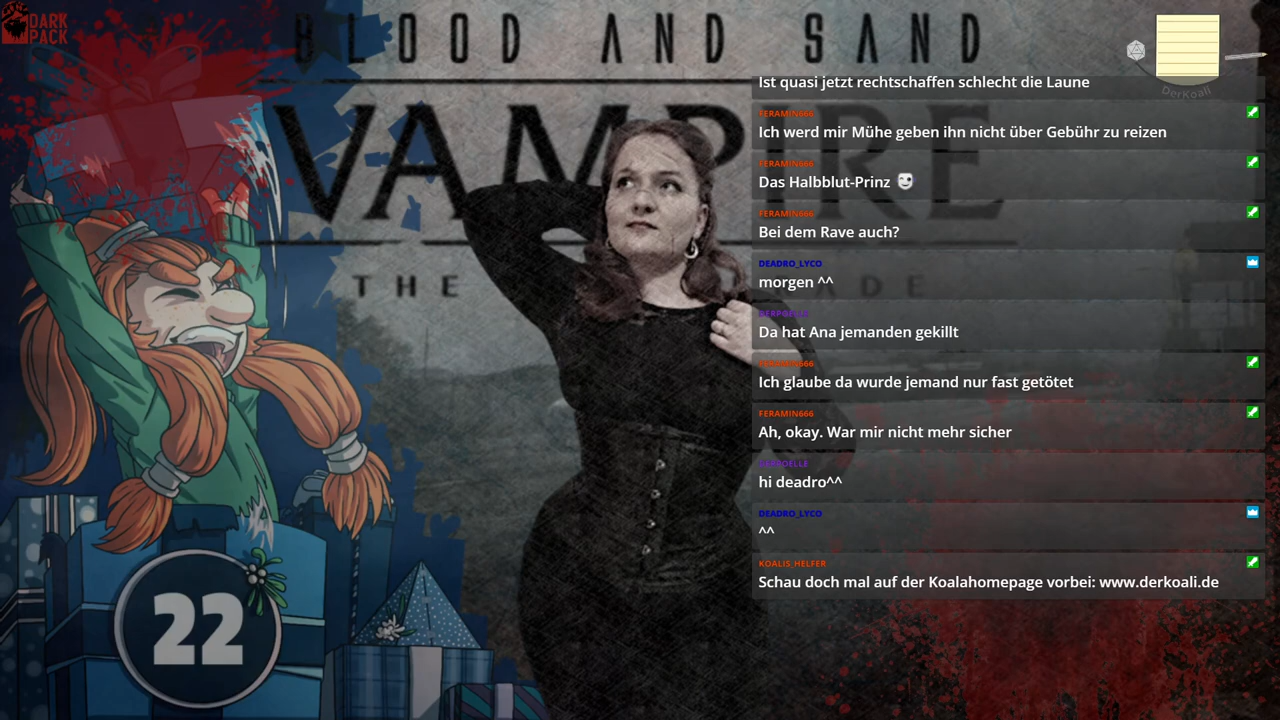 DARK
PACK
BLOOD AND SAND
VAMPIRE
THE
ADE
DerKoali
Ist quasi jetzt rechtschaffen schlecht die Laune
FERAMIN666
Ich werd mir Mühe geben ihn nicht über Gebühr zu reizen
FERAMIN666
Das Halbblut-Prinz
FERAMIN666
Bei dem Rave auch?
DEADRO_LYCO
morgen ^^
Da hat Ana jemanden gekillt
FERAMIN666
Ich glaube da wurde jemand nur fast getötet
FERAMIN666
Ah, okay. War mir nicht mehr sicher
hi deadro^^
DEADRO_LYCO
^^
KOALIS_HELFER
Schau doch mal auf der Koalahomepage vorbei: www.derkoali.de
22